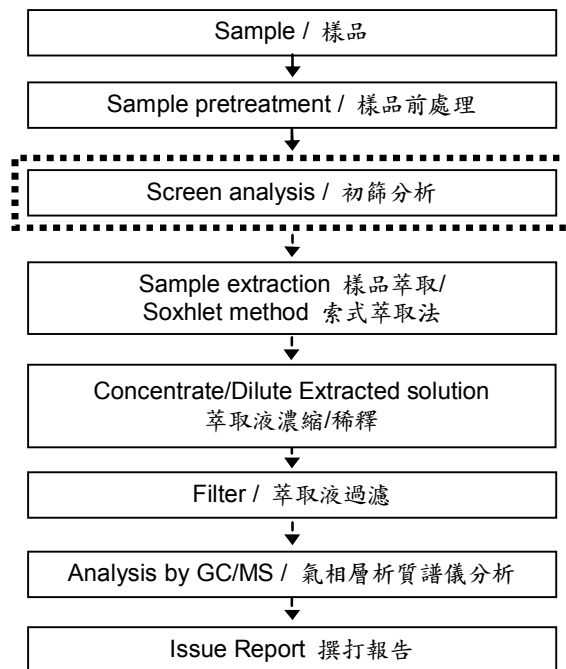 Sample / 樣品
Sample pretreatment / 樣品前處理
Screen analysis / 初篩分析
Sample extraction 樣品萃取/
Soxhlet method 索式萃取法
Concentrate/Dilute Extracted solution
萃取液濃縮/稀釋
Filter / 萃取液過濾
Analysis by GC/MS / 氣相層析質譜儀分析
Issue Report 撰打報告